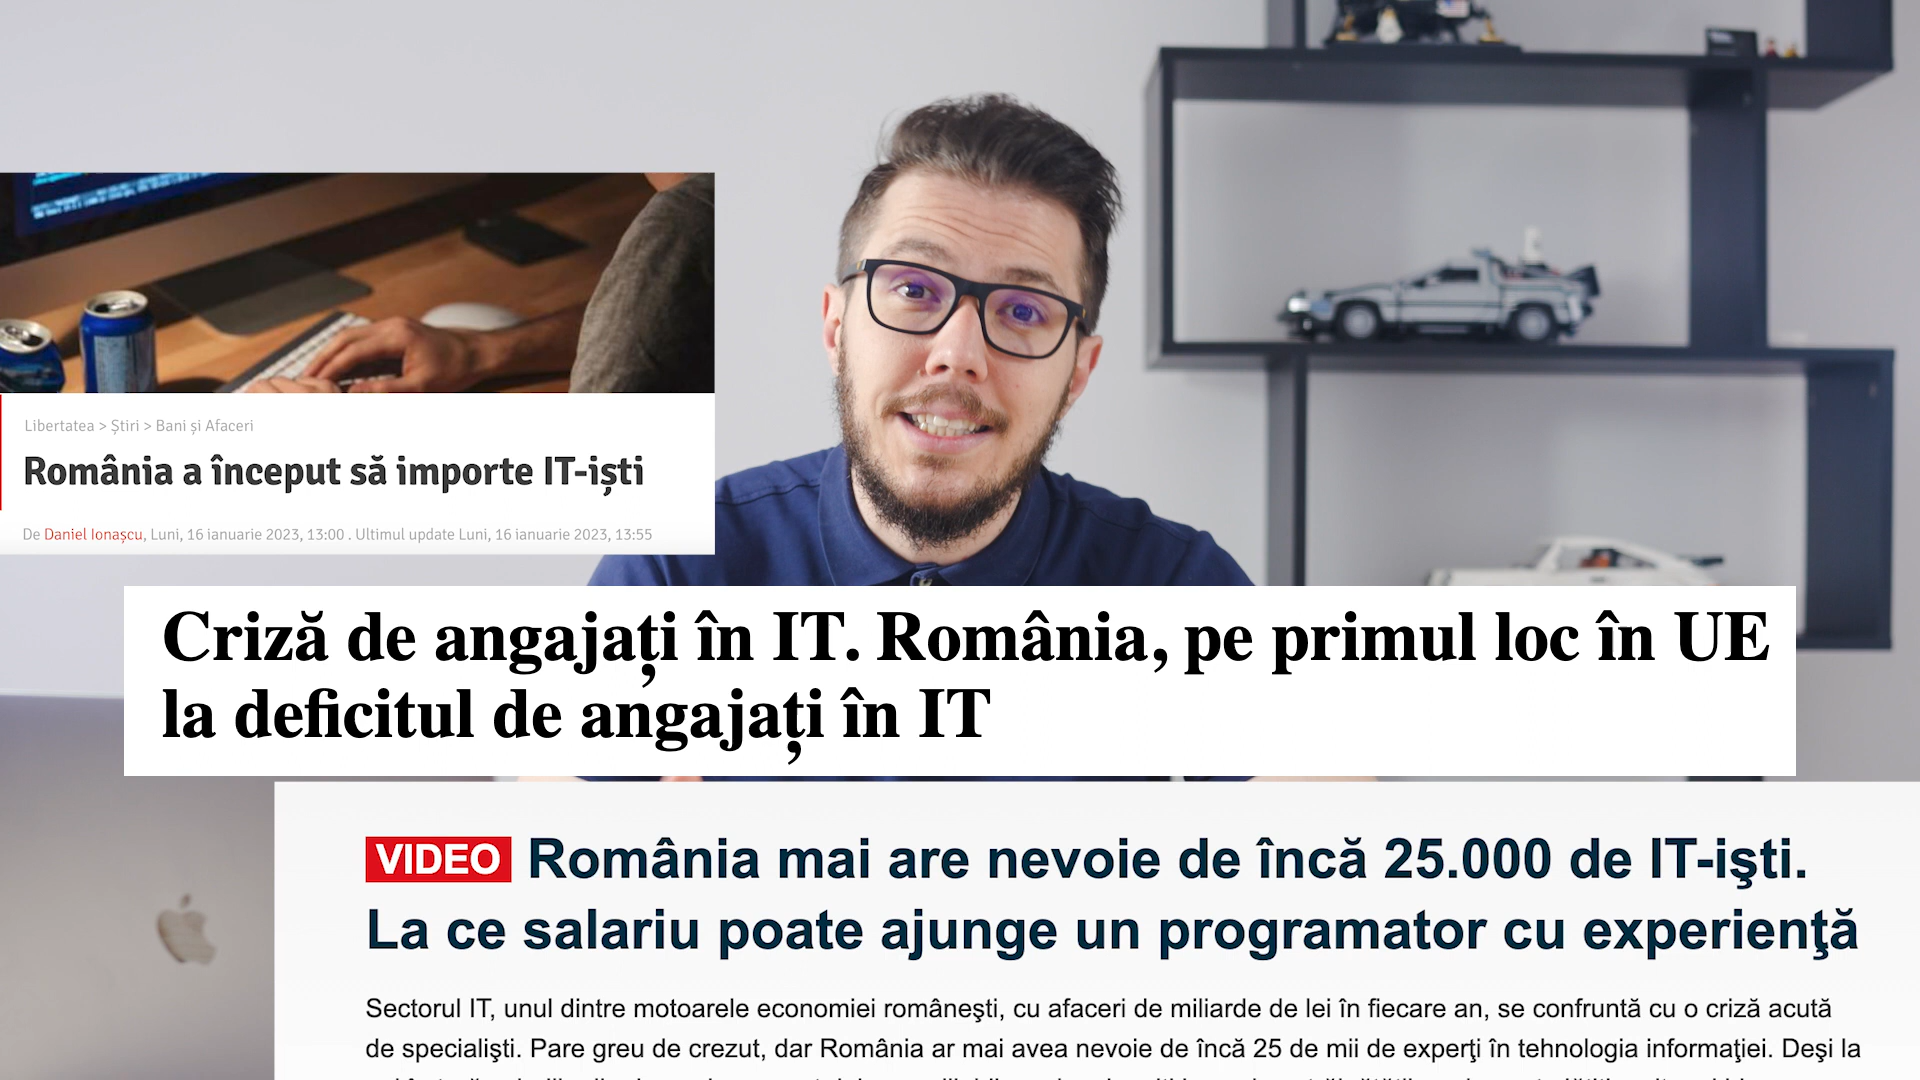 Libertatea > Știri > Bani și Afaceri
România a început să importe IT-iști
De Daniel Ionașcu, Luni, 16 ianuarie 2023, 13:00 . Ultimul update Luni, 16 ianuarie 2023, 13:55
Criză de angajați în IT. România, pe primul loc în UE
la deficitul de angajați în IT
VIDEO România mai are nevoie de încă 25.000 de IT-işti.
La ce salariu poate ajunge un programator cu experienţă
Sectorul IT, unul dintre motoarele economiei româneşti, cu afaceri de miliarde de lei în fiecare an, se confruntă cu o criză acută
de specialişti. Pare greu de crezut, dar România ar mai avea nevoie de încă 25 de mii de experţi în tehnologia informaţiei. Deşi la